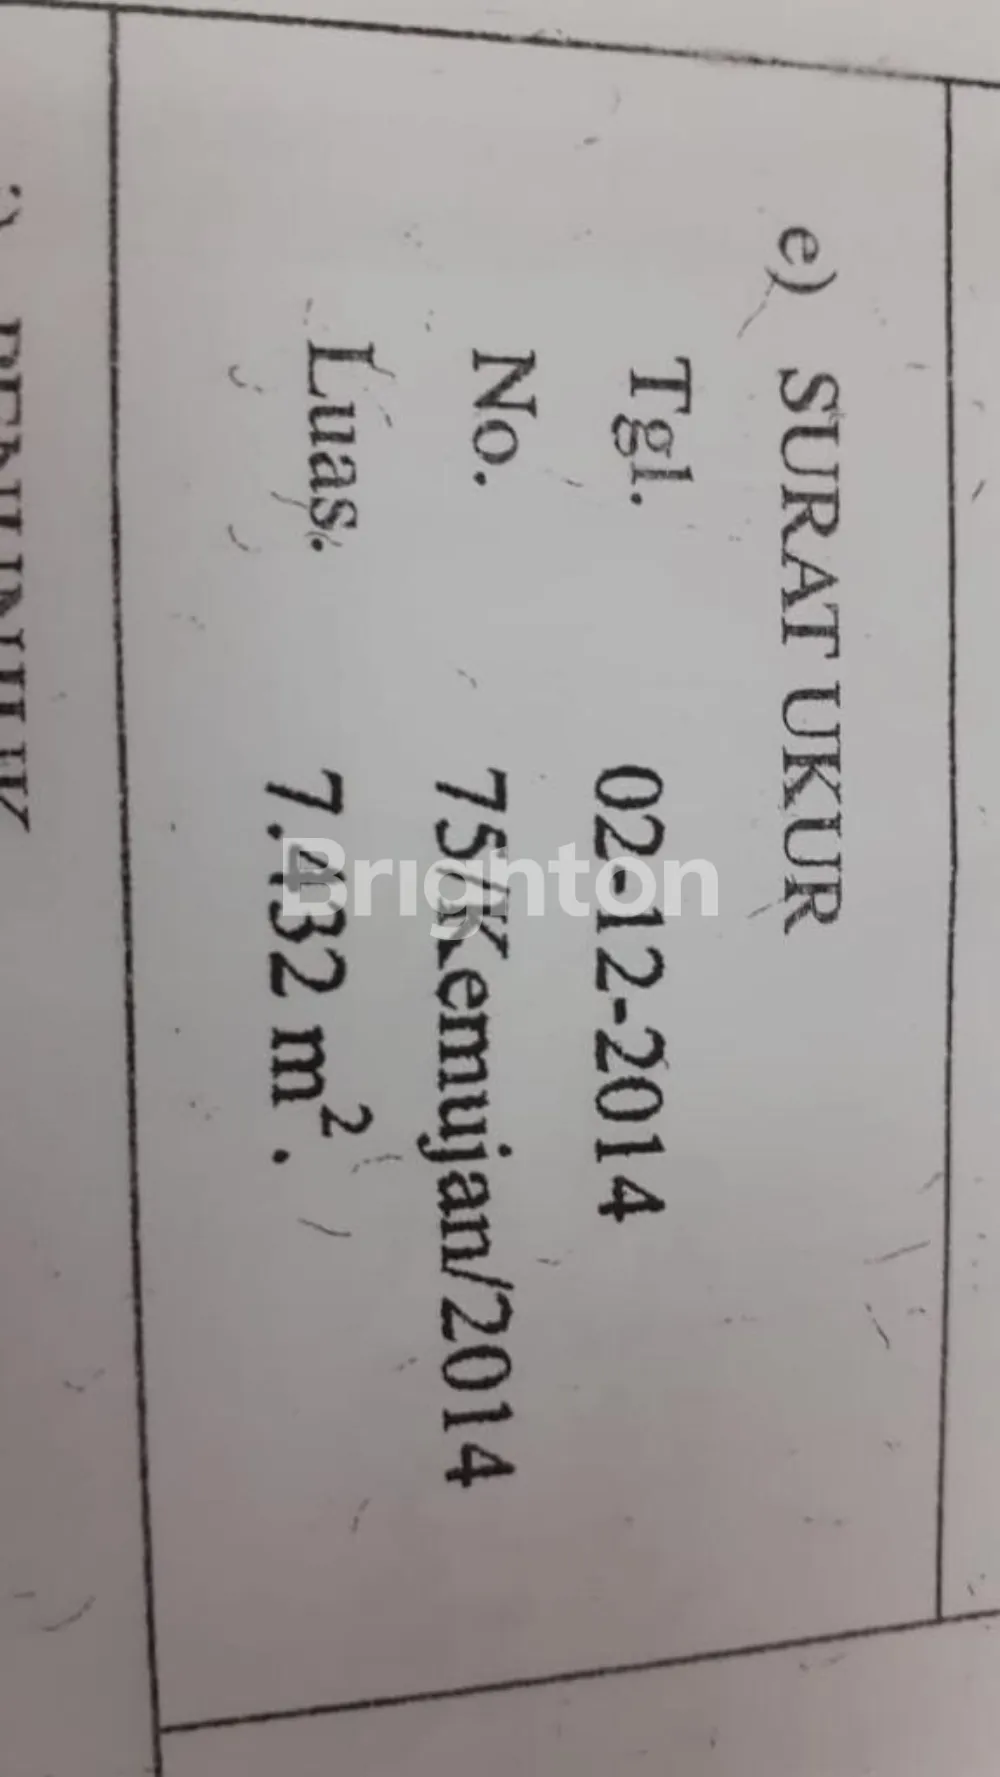 e) SURAT UKUR
Tgl. 02-12-2014
No. 75/Kemujan/2014
Luas. 7.432 m².
Brighton